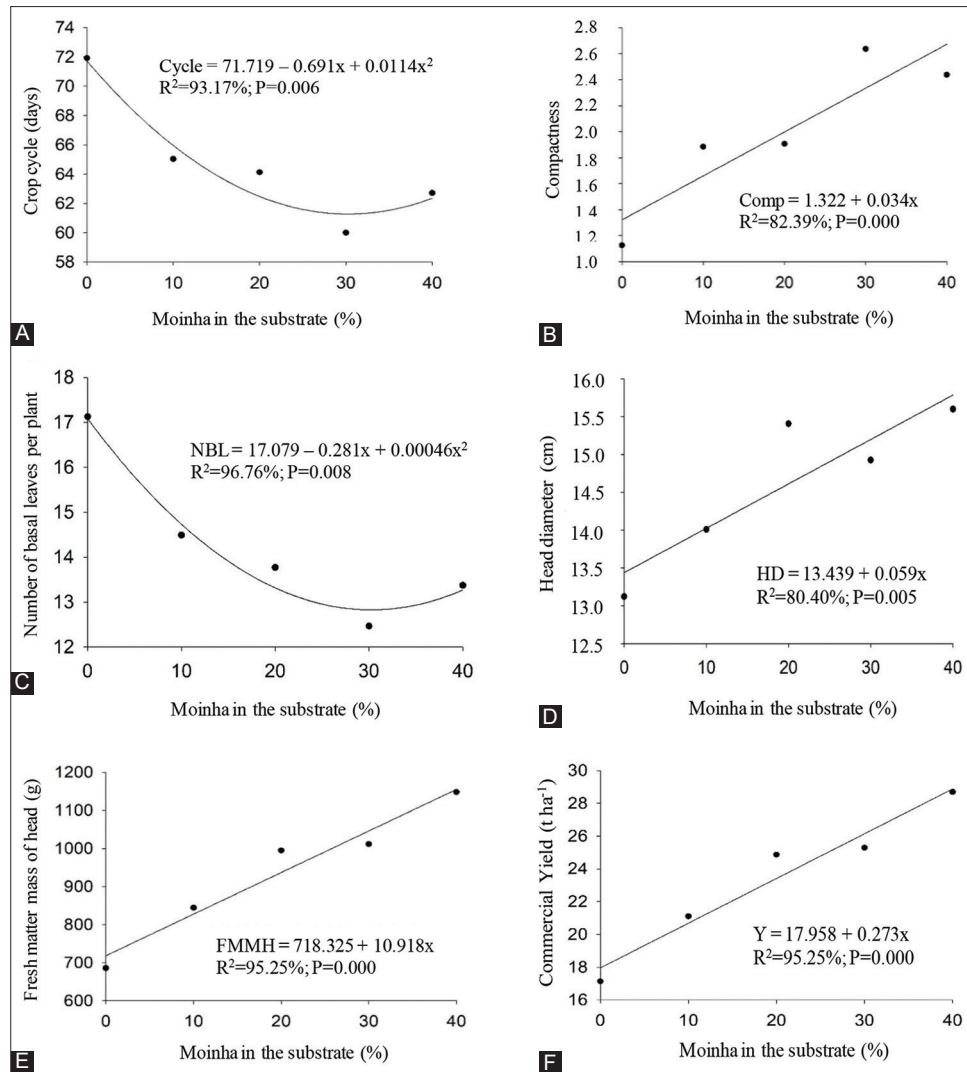 74
72
70
68
66
64
62
60
58
Crop cycle (days)
Cycle = 71.719 – 0.691x + 0.0114x²
R²=93.17%; P=0.006
0 10 20 30 40
Moinha in the substrate (%)
A
2.8
2.6
2.4
2.2
2.0
1.8
1.6
1.4
1.2
1.0
Compactness
Comp = 1.322 + 0.034x
R²=82.39%; P=0.000
0 10 20 30 40
Moinha in the substrate (%)
B
18
17
16
15
14
13
12
Number of basal leaves per plant
NBL = 17.079 – 0.281x + 0.00046x²
R²=96.76%; P=0.008
0 10 20 30 40
Moinha in the substrate (%)
C
16.0
15.5
15.0
14.5
14.0
13.5
13.0
12.5
Head diameter (cm)
HD = 13.439 + 0.059x
R²=80.40%; P=0.005
0 10 20 30 40
Moinha in the substrate (%)
D
1200
1100
1000
900
800
700
600
Fresh matter mass of head (g)
FMMH = 718.325 + 10.918x
R²=95.25%; P=0.000
0 10 20 30 40
Moinha in the substrate (%)
E
30
28
26
24
22
20
18
16
Commercial Yield (t ha⁻¹)
Y = 17.958 + 0.273x
R²=95.25%; P=0.000
0 10 20 30 40
Moinha in the substrate (%)
F